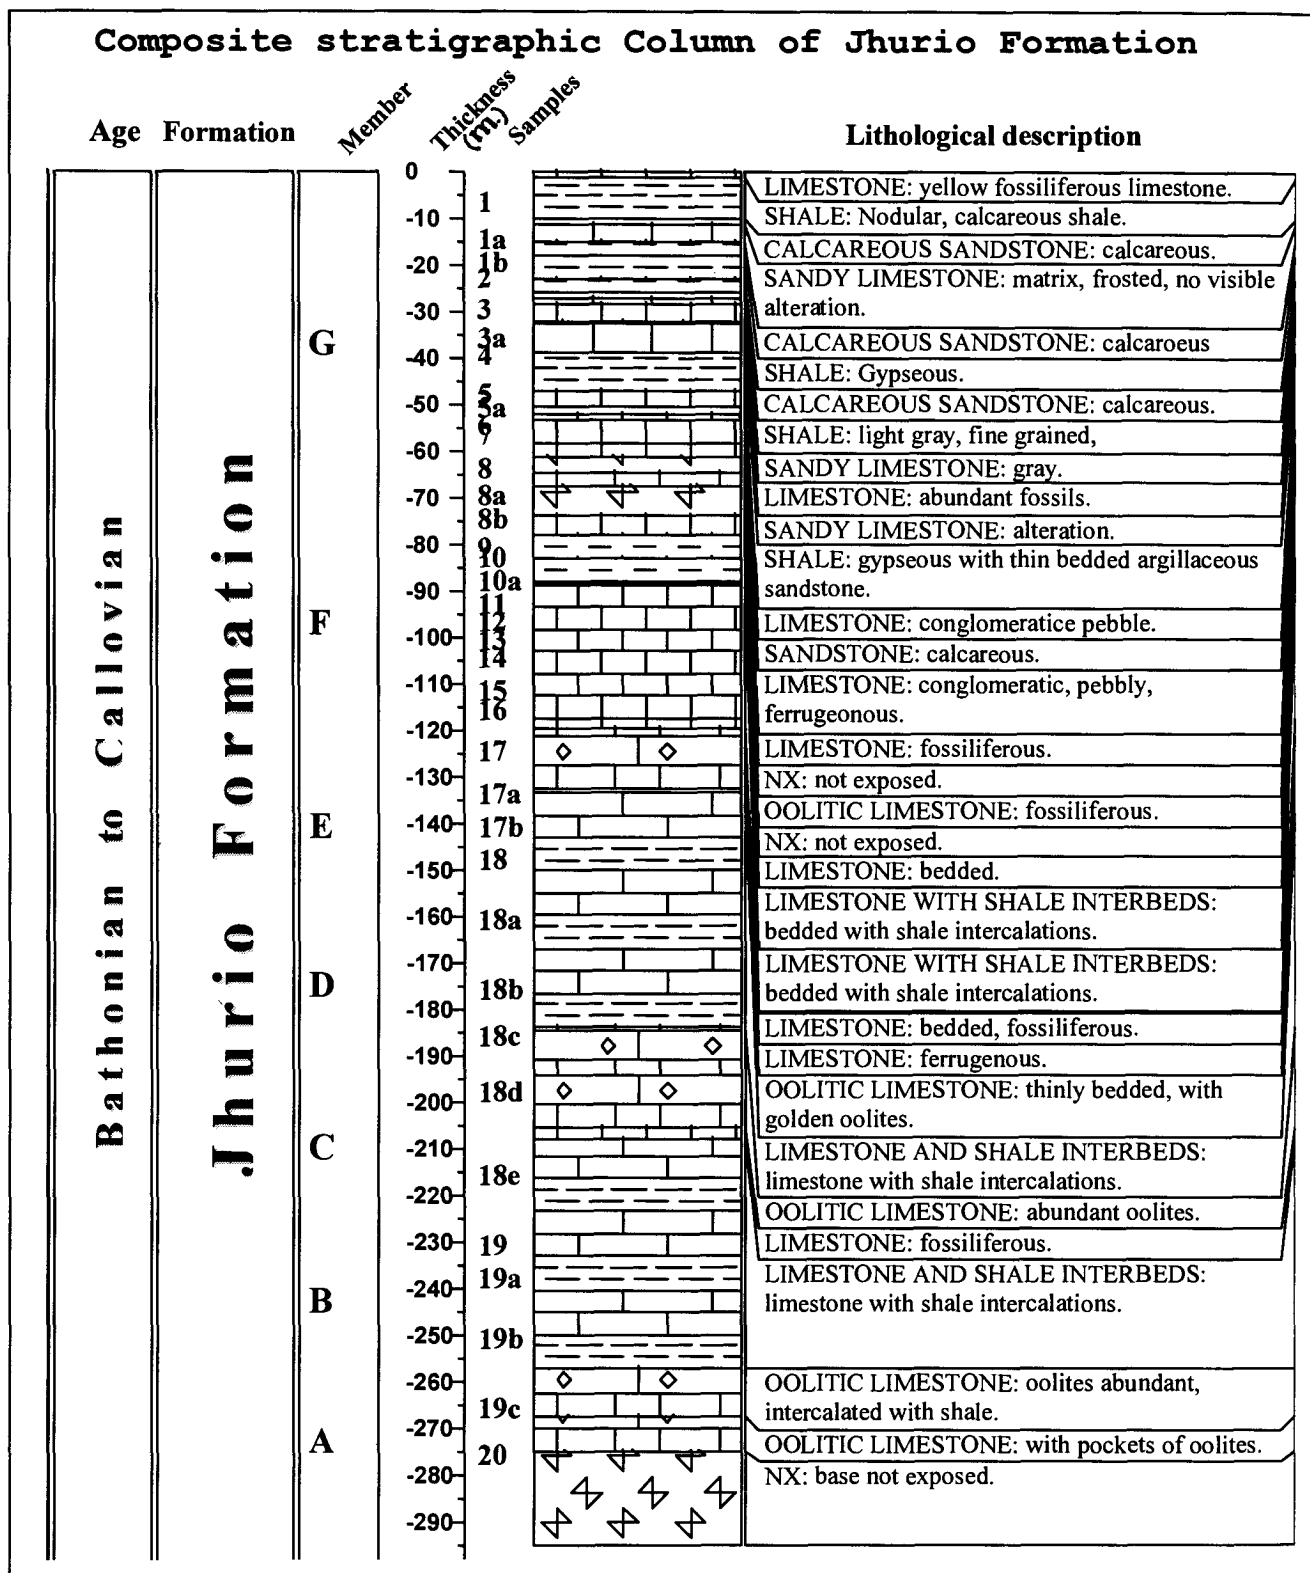 Composite stratigraphic Column of Jhurio Formation
Age
Formation
Member
Thickness
(m.)
Samples
Lithological description
Bathonian to Callovian
Jhurio Formation
G
F
E
D
C
B
A
0
-10
-20
-30
-40
-50
-60
-70
-80
-90
-100
-110
-120
-130
-140
-150
-160
-170
-180
-190
-200
-210
-220
-230
-240
-250
-260
-270
-280
-290
1
1a
1b
2
3
3a
4
5
5a
6
7
8
8a
8b
9
10
10a
11
12
13
14
15
16
17
17a
17b
18
18a
18b
18c
18d
18e
19
19a
19b
19c
20
LIMESTONE: yellow fossiliferous limestone.
SHALE: Nodular, calcareous shale.
CALCAREOUS SANDSTONE: calcareous.
SANDY LIMESTONE: matrix, frosted, no visible
alteration.
CALCAREOUS SANDSTONE: calcaroeus
SHALE: Gypseous.
CALCAREOUS SANDSTONE: calcareous.
SHALE: light gray, fine grained,
SANDY LIMESTONE: gray.
LIMESTONE: abundant fossils.
SANDY LIMESTONE: alteration.
SHALE: gypseous with thin bedded argillaceous
sandstone.
LIMESTONE: conglomeratice pebble.
SANDSTONE: calcareous.
LIMESTONE: conglomeratic, pebbly,
ferrugeonous.
LIMESTONE: fossiliferous.
NX: not exposed.
OOLITIC LIMESTONE: fossiliferous.
NX: not exposed.
LIMESTONE: bedded.
LIMESTONE WITH SHALE INTERBEDS:
bedded with shale intercalations.
LIMESTONE WITH SHALE INTERBEDS:
bedded with shale intercalations.
LIMESTONE: bedded, fossiliferous.
LIMESTONE: ferrugenous.
OOLITIC LIMESTONE: thinly bedded, with
golden oolites.
LIMESTONE AND SHALE INTERBEDS:
limestone with shale intercalations.
OOLITIC LIMESTONE: abundant oolites.
LIMESTONE: fossiliferous.
LIMESTONE AND SHALE INTERBEDS:
limestone with shale intercalations.
OOLITIC LIMESTONE: oolites abundant,
intercalated with shale.
OOLITIC LIMESTONE: with pockets of oolites.
NX: base not exposed.